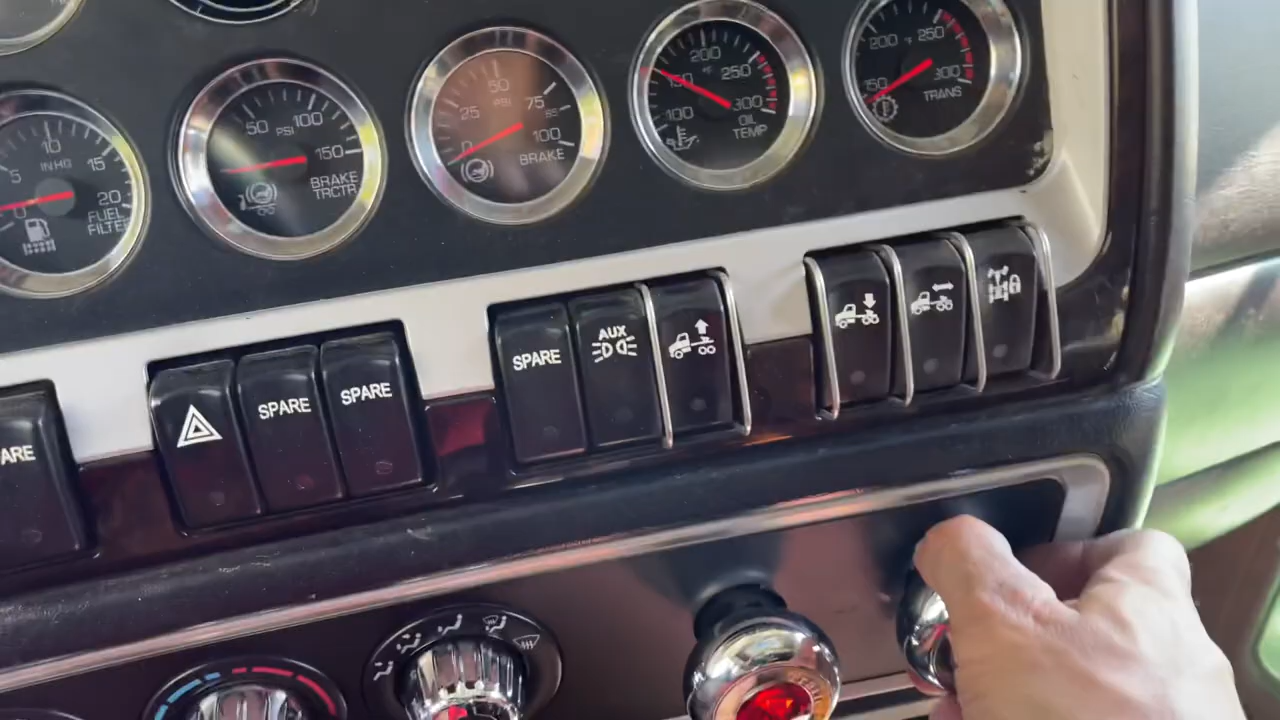 10
IN HG
5
15
0
20
FUEL
FILTER
50
PSI
100
150
BRAKE
TRCTR
50
PSI
25
75
BS
0
100
BRAKE
200
°F
150
250
100
300
OIL
TEMP
200
°F
250
150
300
TRANS
ARE
SPARE
SPARE
SPARE
AUX